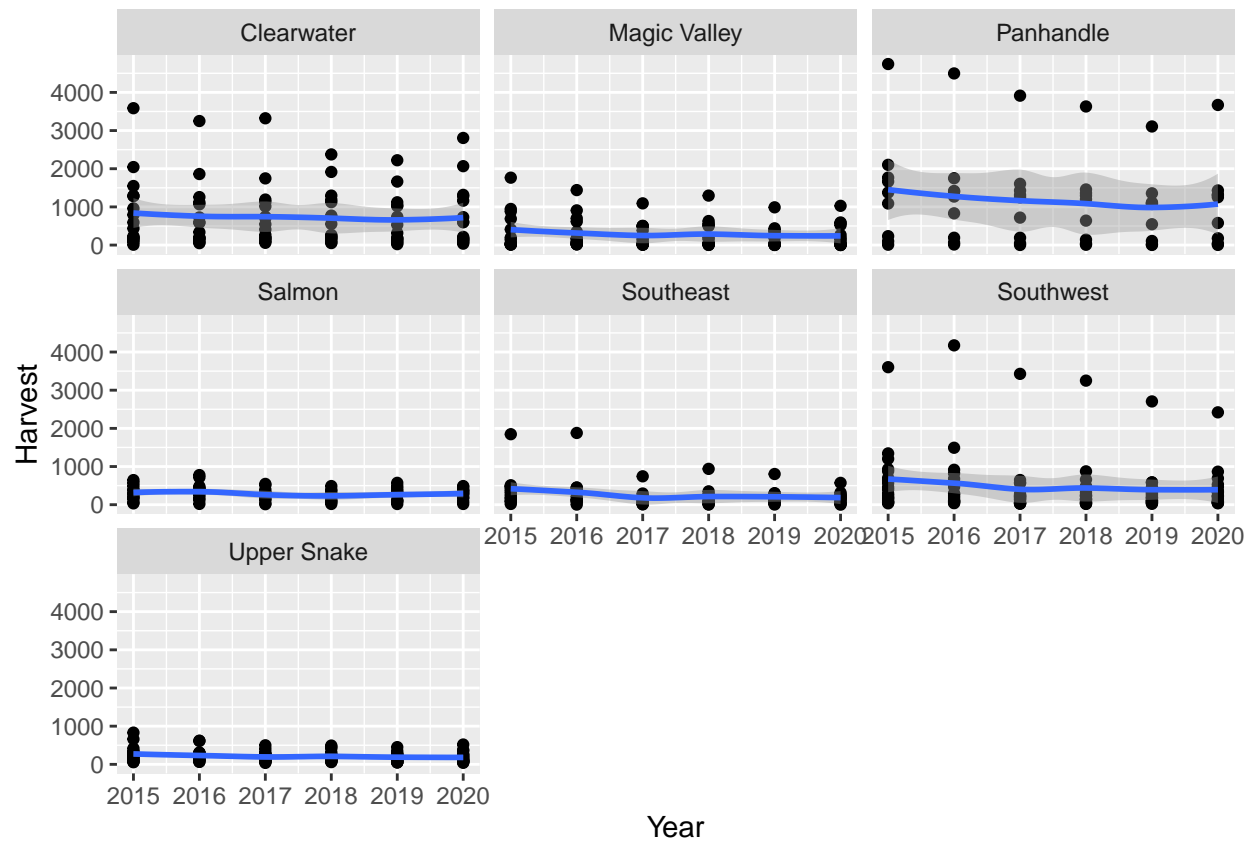 Clearwater Magic Valley Panhandle
4000
3000
2000
1000
0
Salmon Southeast Southwest
4000
3000
2000
1000
0
2015 2016 2017 2018 2019 2020 2015 2016 2017 2018 2019 2020
Upper Snake
4000
3000
2000
1000
0
2015 2016 2017 2018 2019 2020
Year
Harvest